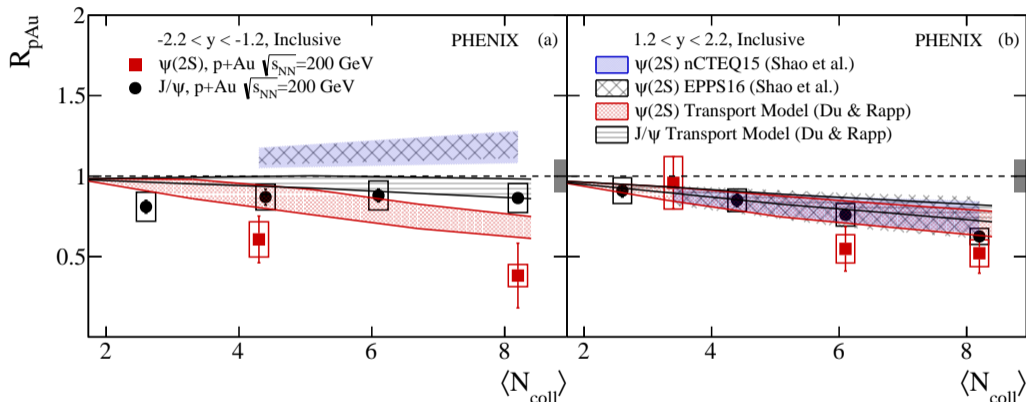 R_pAu
2
1.5
1
0.5
-2.2 < y < -1.2, Inclusive
PHENIX (a)
ψ(2S), p+Au √s_NN=200 GeV
J/ψ, p+Au √s_NN=200 GeV
2 4 6 8
⟨N_coll⟩
1.2 < y < 2.2, Inclusive
PHENIX (b)
ψ(2S) nCTEQ15 (Shao et al.)
ψ(2S) EPPS16 (Shao et al.)
ψ(2S) Transport Model (Du & Rapp)
J/ψ Transport Model (Du & Rapp)
2 4 6 8
⟨N_coll⟩